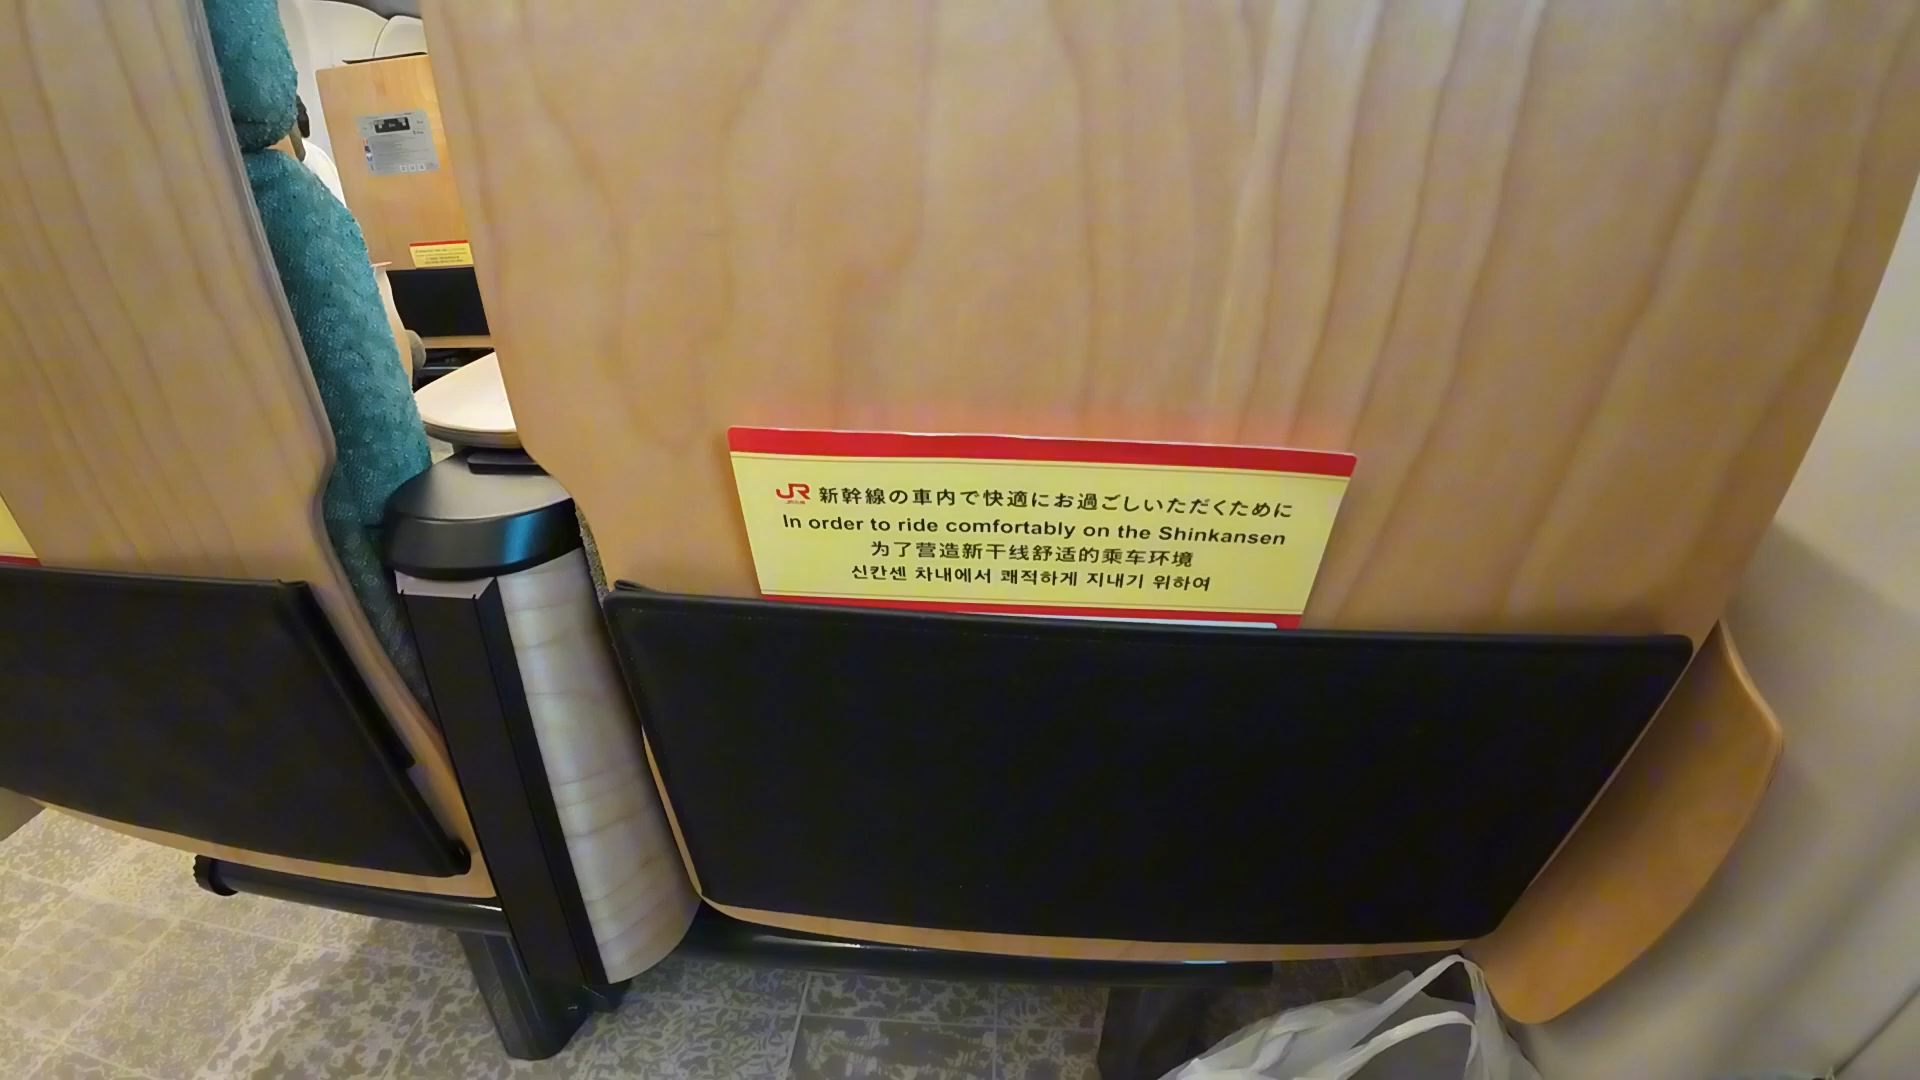 JR 新幹線の車内で快適にお過ごしいただくために
In order to ride comfortably on the Shinkansen
为了营造新干线舒适的乘车环境
신칸센 차내에서 쾌적하게 지내기 위하여